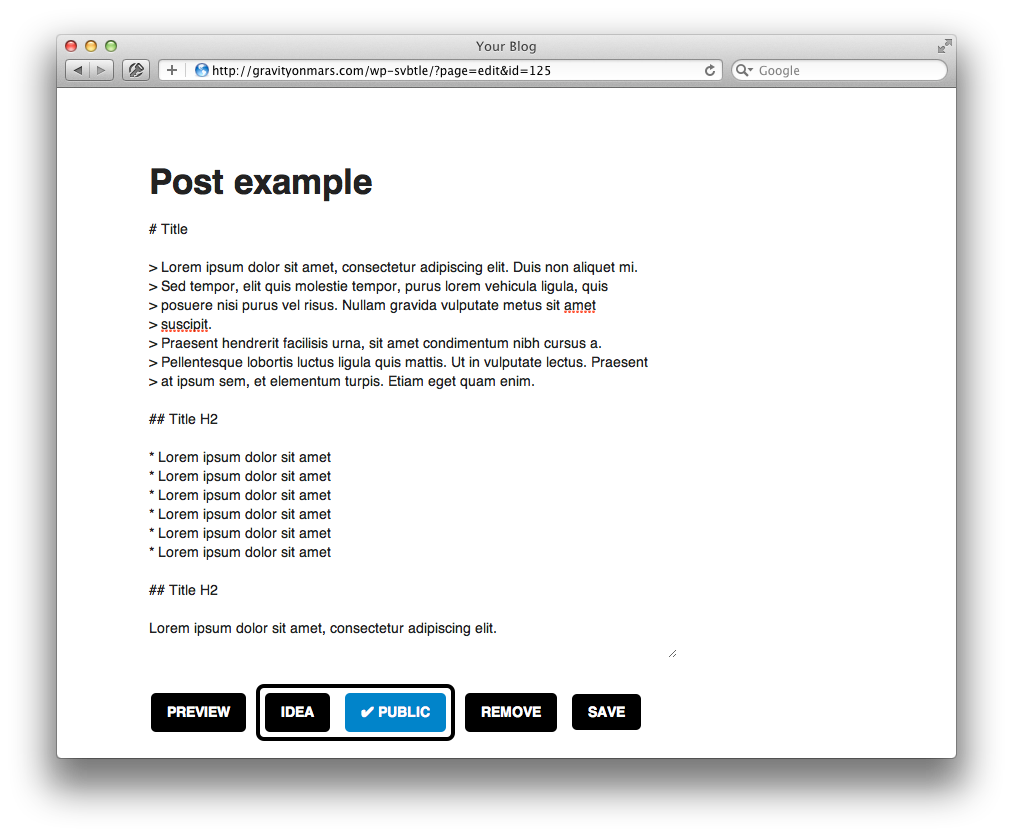 Your Blog
http://gravityonmars.com/wp-svbtle/?page=edit&id=125
Google
Post example
# Title
> Lorem ipsum dolor sit amet, consectetur adipiscing elit. Duis non aliquet mi.
> Sed tempor, elit quis molestie tempor, purus lorem vehicula ligula, quis
> posuere nisi purus vel risus. Nullam gravida vulputate metus sit amet
> suscipit.
> Praesent hendrerit facilisis urna, sit amet condimentum nibh cursus a.
> Pellentesque lobortis luctus ligula quis mattis. Ut in vulputate lectus. Praesent
> at ipsum sem, et elementum turpis. Etiam eget quam enim.
## Title H2
* Lorem ipsum dolor sit amet
* Lorem ipsum dolor sit amet
* Lorem ipsum dolor sit amet
* Lorem ipsum dolor sit amet
* Lorem ipsum dolor sit amet
* Lorem ipsum dolor sit amet
## Title H2
Lorem ipsum dolor sit amet, consectetur adipiscing elit.
PREVIEW IDEA ✔ PUBLIC REMOVE SAVE